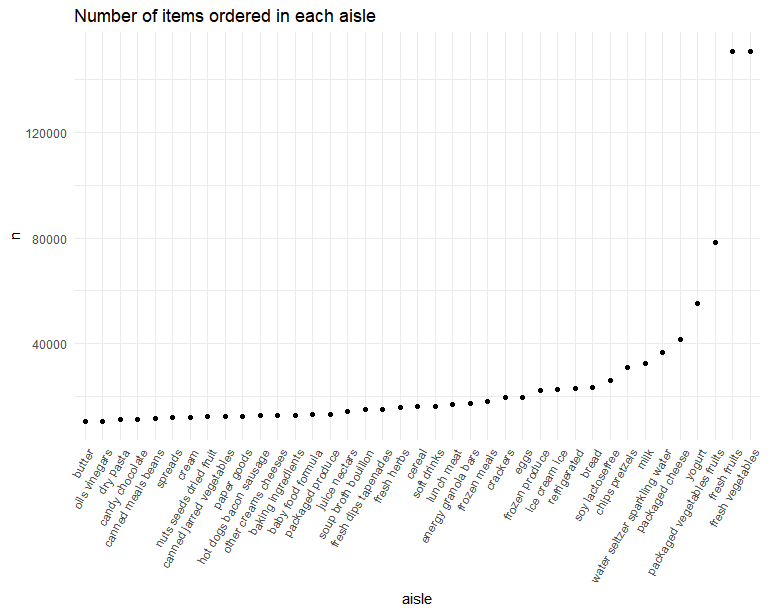 Number of items ordered in each aisle
n
120000
80000
40000
butter
oils vinegars
dry pasta
candy chocolate
canned meals beans
spreads
cream
nuts seeds dried fruit
canned jarred vegetables
paper goods
hot dogs bacon sausage
other creams cheeses
baking ingredients
baby food formula
packaged produce
juice nectars
soup broth bouillon
fresh dips tapenades
fresh herbs
cereal
soft drinks
lunch meat
energy granola bars
frozen meals
crackers
eggs
frozen produce
ice cream ice
refrigerated
bread
soy lactosefree
chips pretzels
milk
water seltzer sparkling water
packaged cheese
yogurt
packaged vegetables fruits
fresh fruits
fresh vegetables
aisle